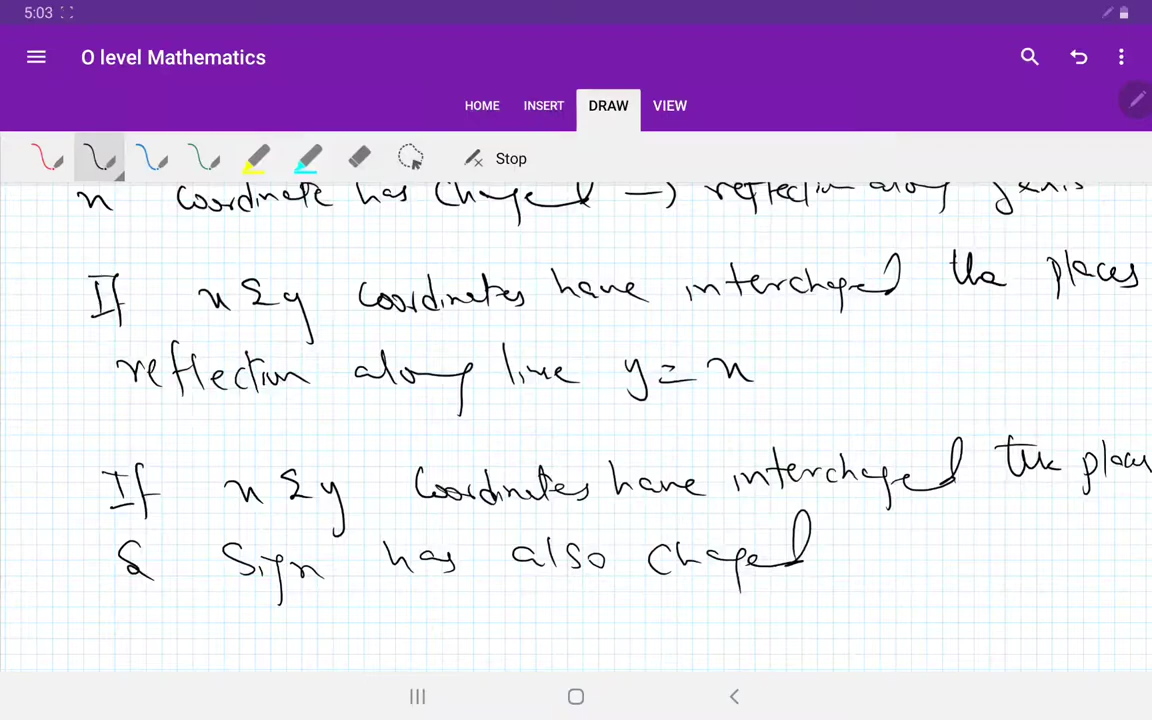 5:03
O level Mathematics
HOME INSERT DRAW VIEW
Stop
x coordinate has changed → reflection along y axis
If x & y coordinates have interchanged the places
reflection along line y = x
If x & y coordinates have interchanged the places
& sign has also changed